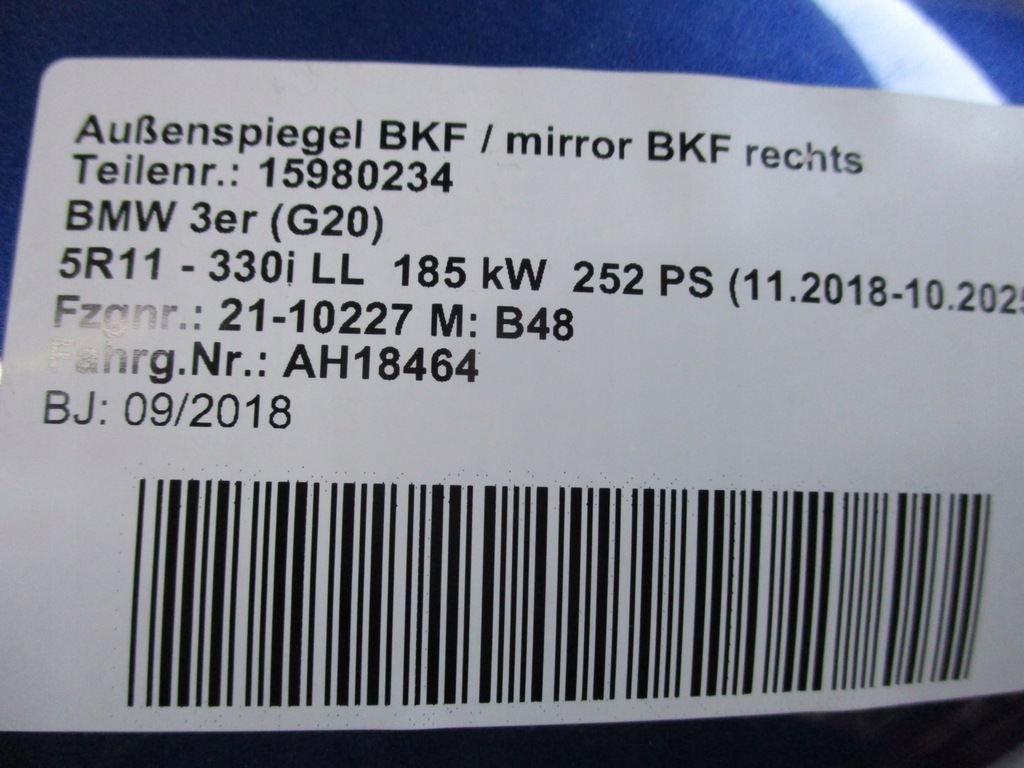 Außenspiegel BKF / mirror BKF rechts
Teilenr.: 15980234
BMW 3er (G20)
5R11 - 330i LL 185 kW 252 PS (11.2018-10.202
Fzgnr.: 21-10227 M: B48
Fahrg.Nr.: AH18464
BJ: 09/2018